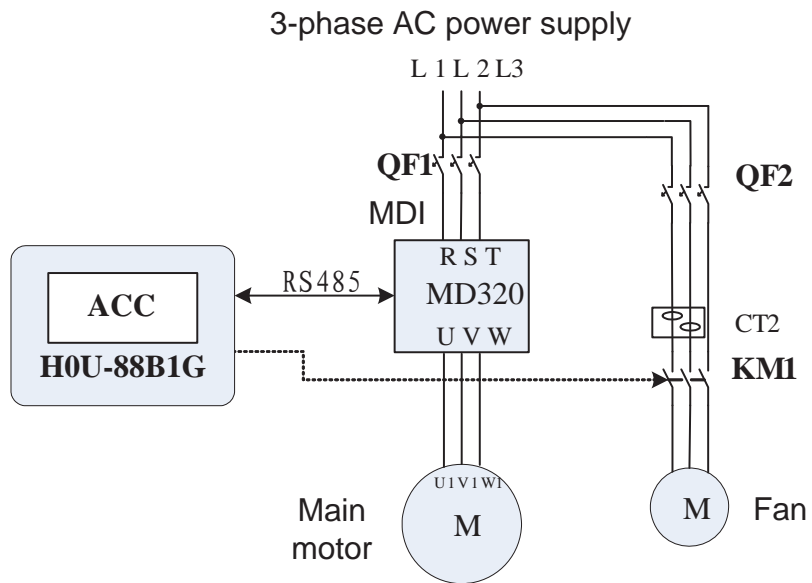 3-phase AC power supply
L 1 L 2 L3
QF1
QF2
MDI
R S T
MD320
U V W
RS485
ACC
H0U-88B1G
CT2
KM1
U1V1W1
M
Main
motor
M
Fan